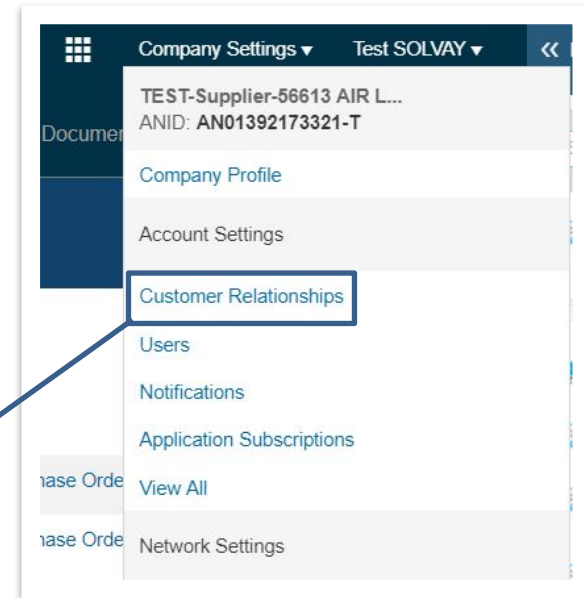 Company Settings ▾ Test SOLVAY ▾ «
TEST-Supplier-56613 AIR L...
ANID: AN01392173321-T
Documen
Company Profile
Account Settings
Customer Relationships
Users
Notifications
Application Subscriptions
hase Orde View All
hase Orde Network Settings